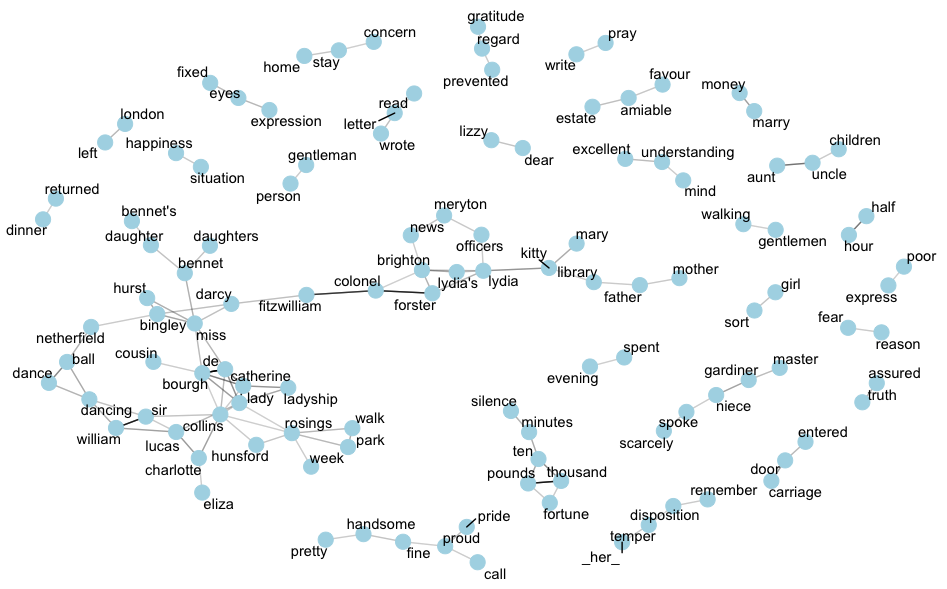 gratitude
concern
regard
pray
home
stay
write
fixed
prevented
favour
eyes
read
money
expression
letter
estate
amiable
london
marry
lizzy
happiness
wrote
children
left
gentleman
dear
excellent
understanding
situation
aunt
uncle
person
mind
returned
bennet's
meryton
half
dinner
daughter
daughters
news
mary
walking
officers
gentlemen
hour
kitty
bennet
brighton
poor
library
mother
hurst
darcy
colonel
lydia's
lydia
girl
father
express
fitzwilliam
forster
bingley
miss
sort
fear
netherfield
reason
cousin
spent
ball
de
master
dance
bourgh
catherine
evening
gardiner
assured
lady
ladyship
silence
niece
truth
dancing
sir
minutes
spoke
collins
rosings
walk
entered
william
scarcely
lucas
park
ten
hunsford
week
door
charlotte
pounds
thousand
remember
carriage
eliza
fortune
disposition
pride
handsome
temper
proud
pretty
fine
_her_
call